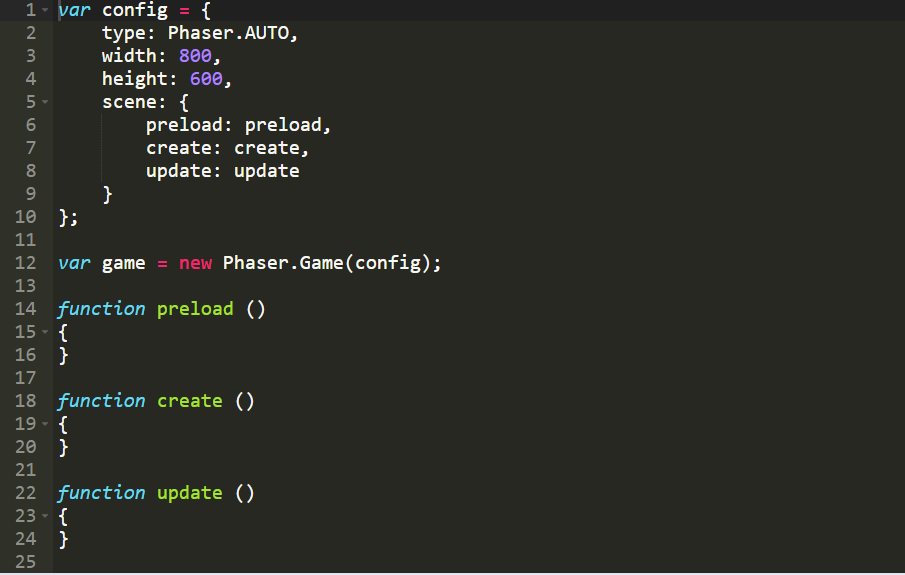 1 var config = {
2     type: Phaser.AUTO,
3     width: 800,
4     height: 600,
5     scene: {
6         preload: preload,
7         create: create,
8         update: update
9     }
10 };
11
12 var game = new Phaser.Game(config);
13
14 function preload ()
15 {
16 }
17
18 function create ()
19 {
20 }
21
22 function update ()
23 {
24 }
25